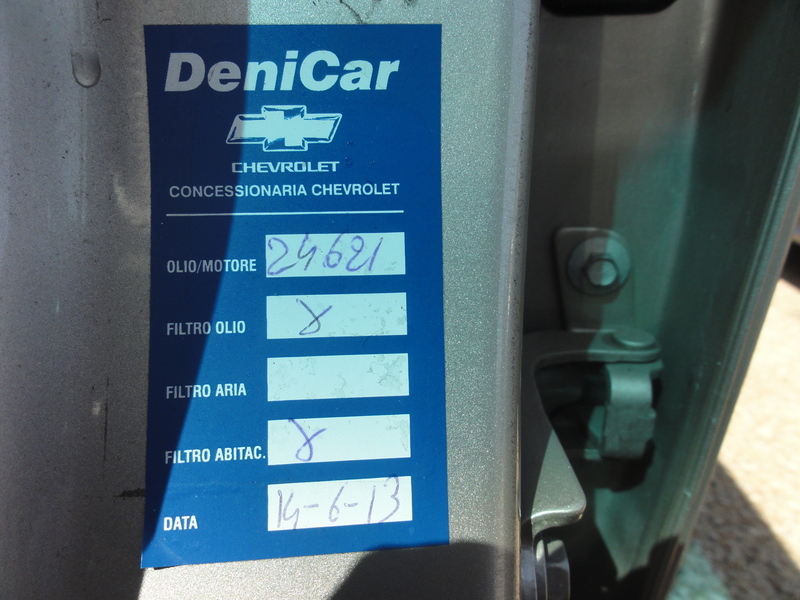 DeniCar
CHEVROLET
CONCESSIONARIA CHEVROLET
OLIO/MOTORE 24621
FILTRO OLIO
FILTRO ARIA
FILTRO ABITAC.
DATA 14-6-13